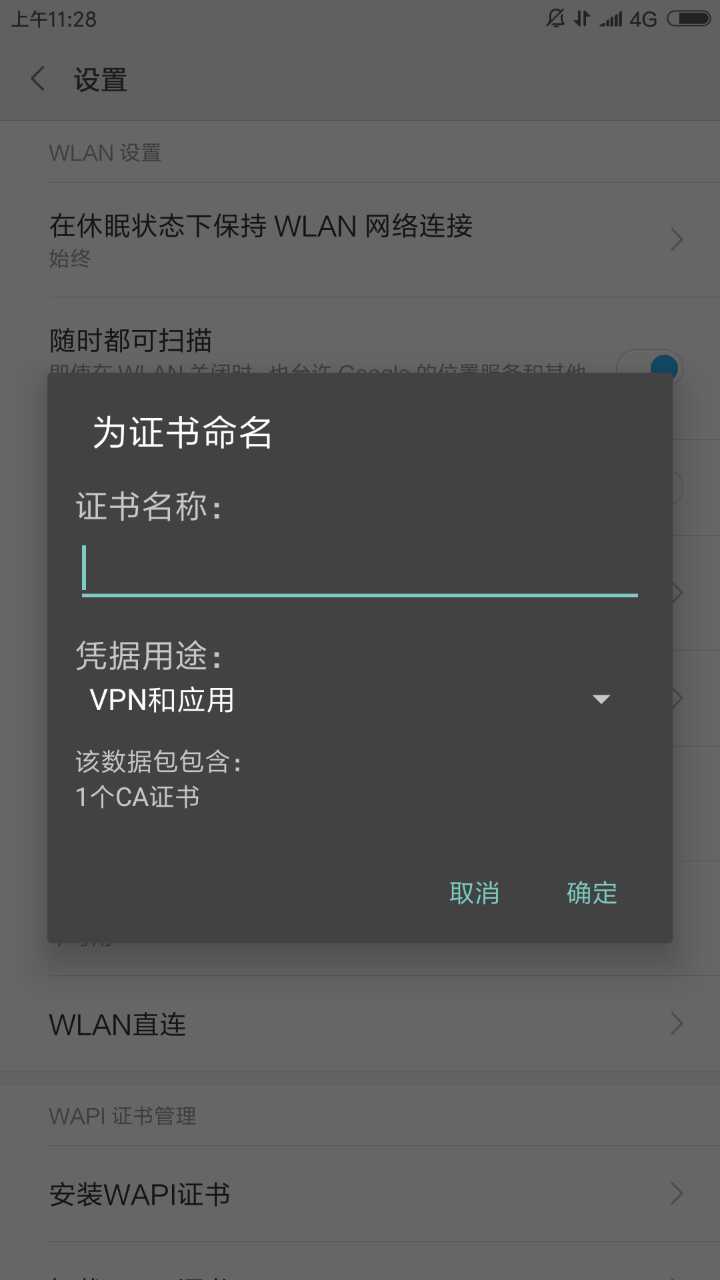 上午11:28
4G
设置
WLAN 设置
在休眠状态下保持 WLAN 网络连接
始终
随时都可扫描
即使在 WLAN 关闭时，也允许 Google 的位置服务和其他
为证书命名
证书名称：
凭据用途：
VPN和应用
该数据包包含：
1个CA证书
取消
确定
WLAN直连
WAPI 证书管理
安装WAPI证书